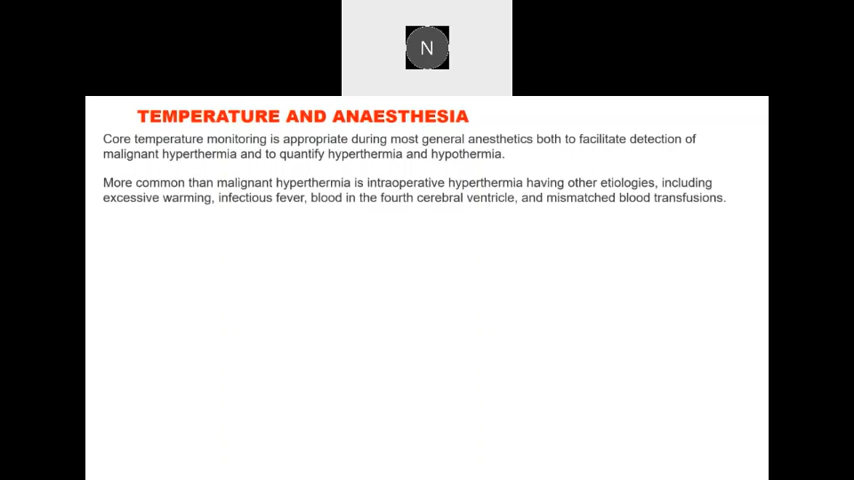 N
TEMPERATURE AND ANAESTHESIA
Core temperature monitoring is appropriate during most general anesthetics both to facilitate detection of
malignant hyperthermia and to quantify hyperthermia and hypothermia.
More common than malignant hyperthermia is intraoperative hyperthermia having other etiologies, including
excessive warming, infectious fever, blood in the fourth cerebral ventricle, and mismatched blood transfusions.